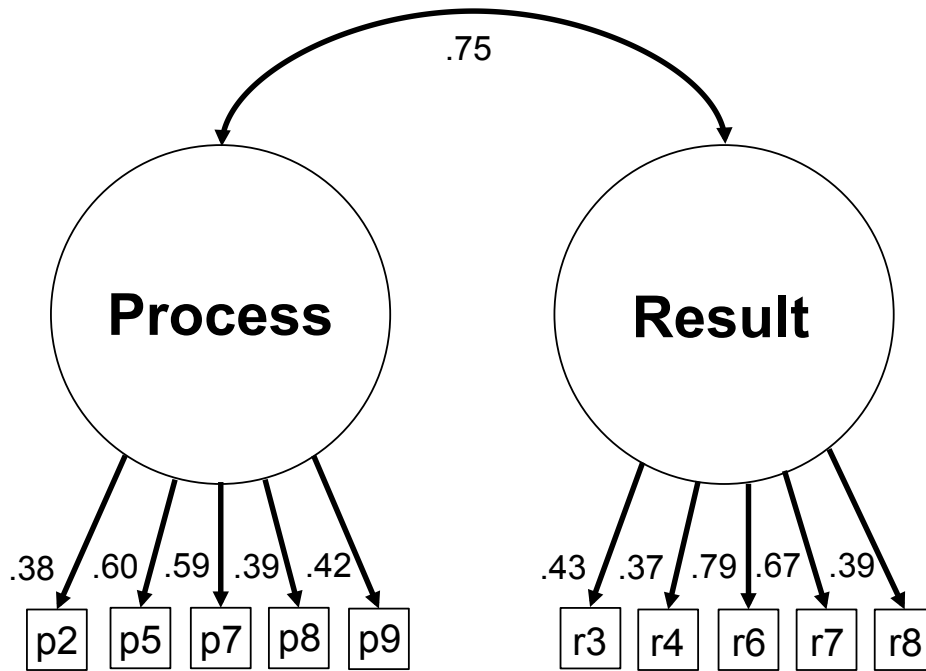 .75
Process
Result
.38 .60 .59 .39 .42
.43 .37 .79 .67 .39
p2 p5 p7 p8 p9
r3 r4 r6 r7 r8